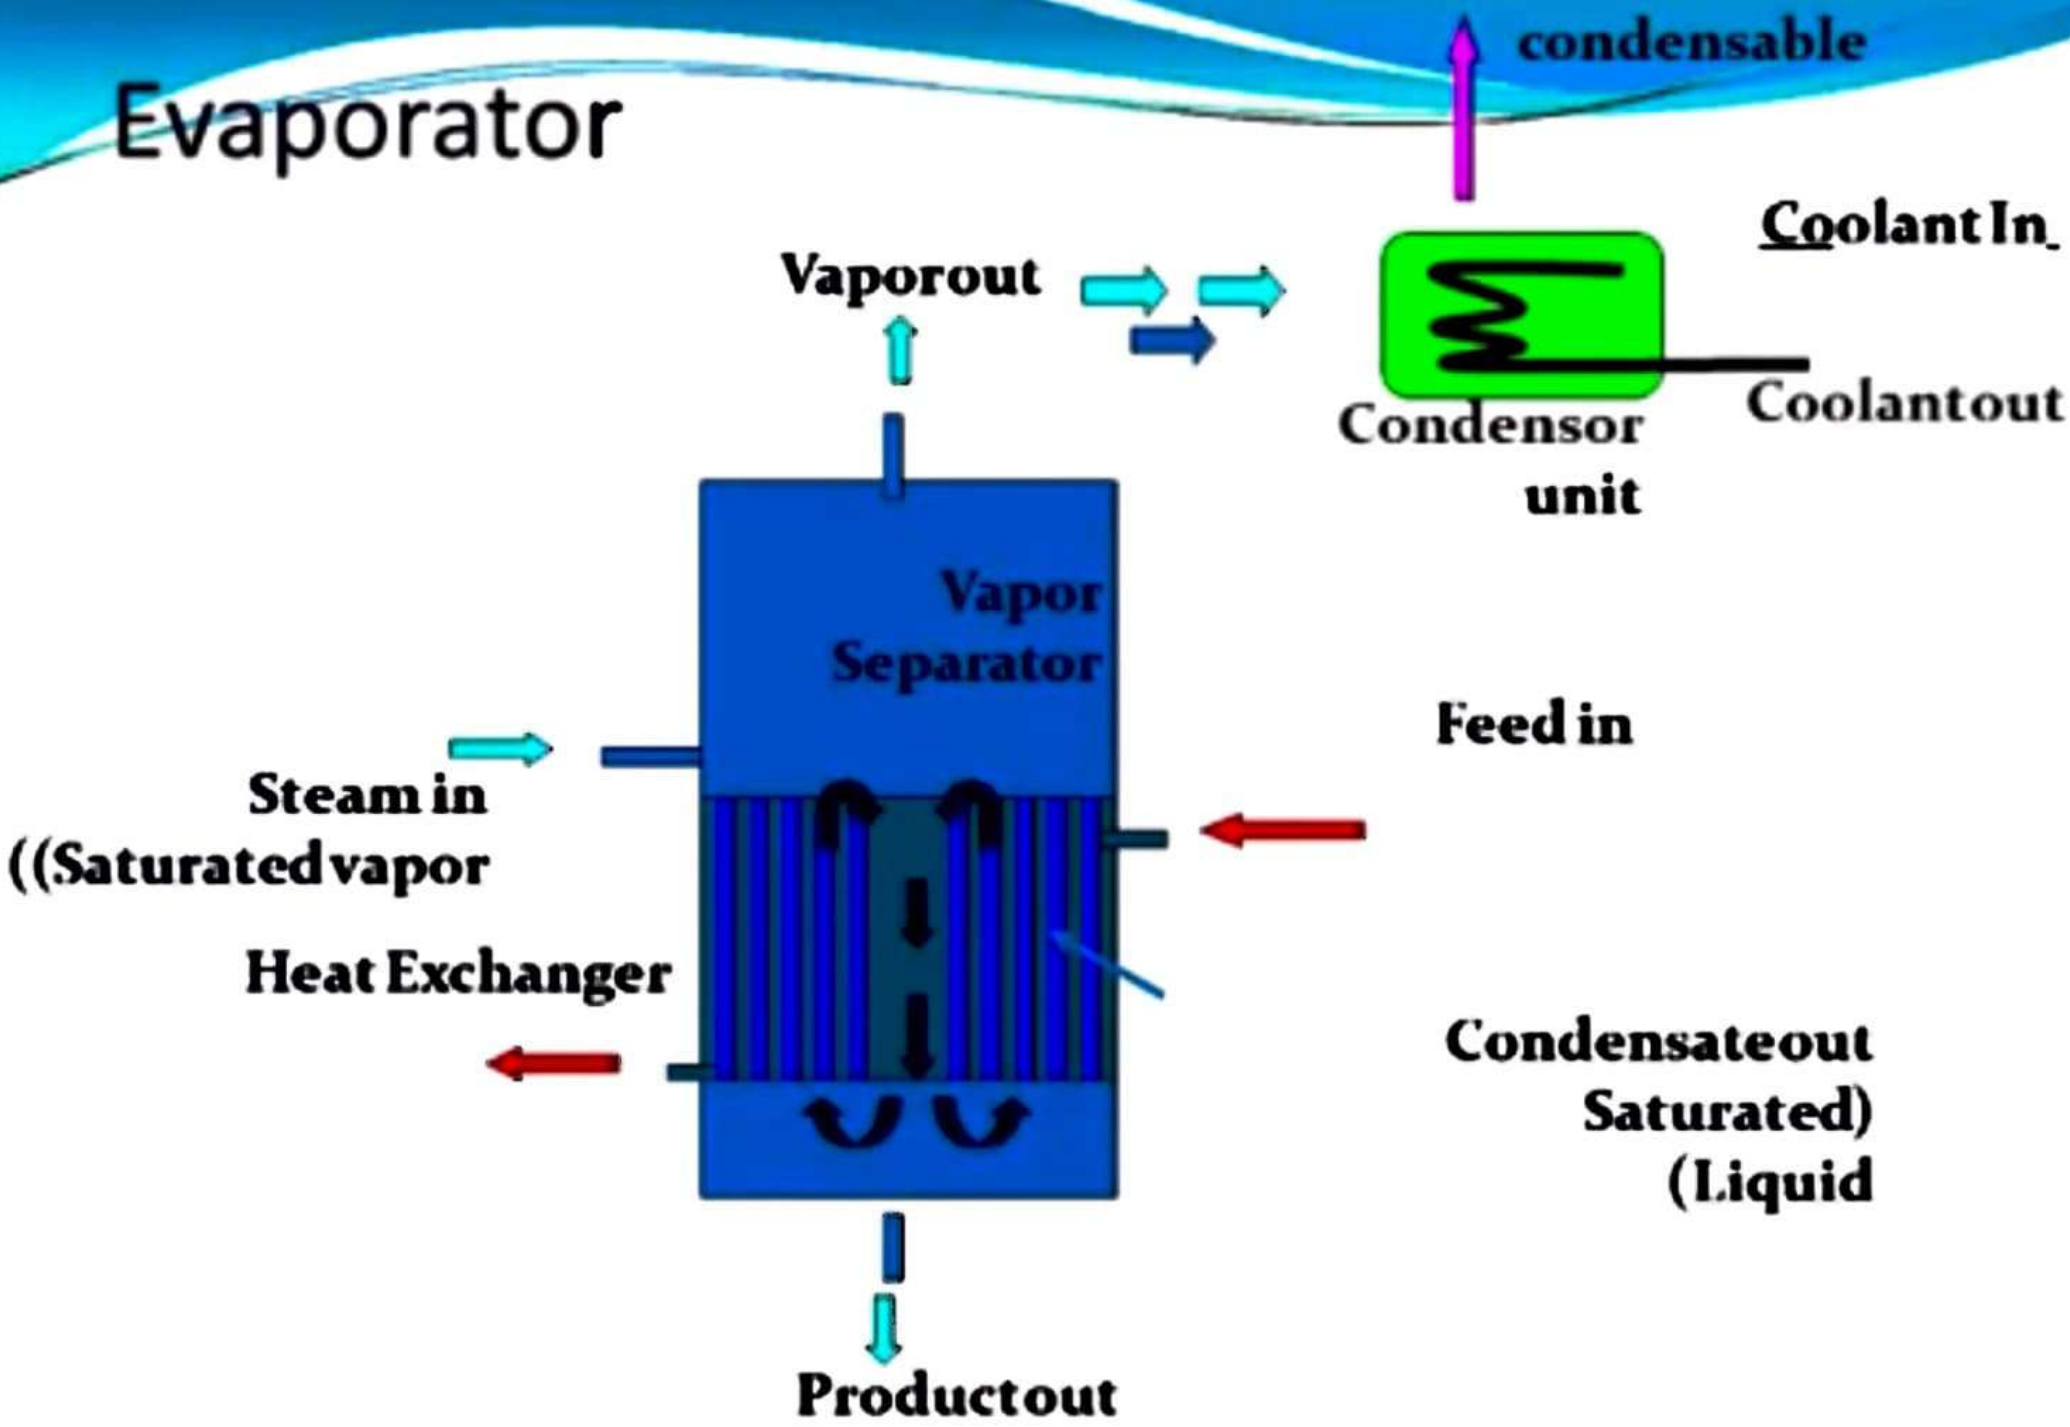 condensable
Evaporator
Coolant In
Vaporout
Coolantout
Condensor
unit
Vapor
Separator
Feed in
Steam in
((Saturated vapor
Heat Exchanger
Condensateout
Saturated)
(Liquid
Productout